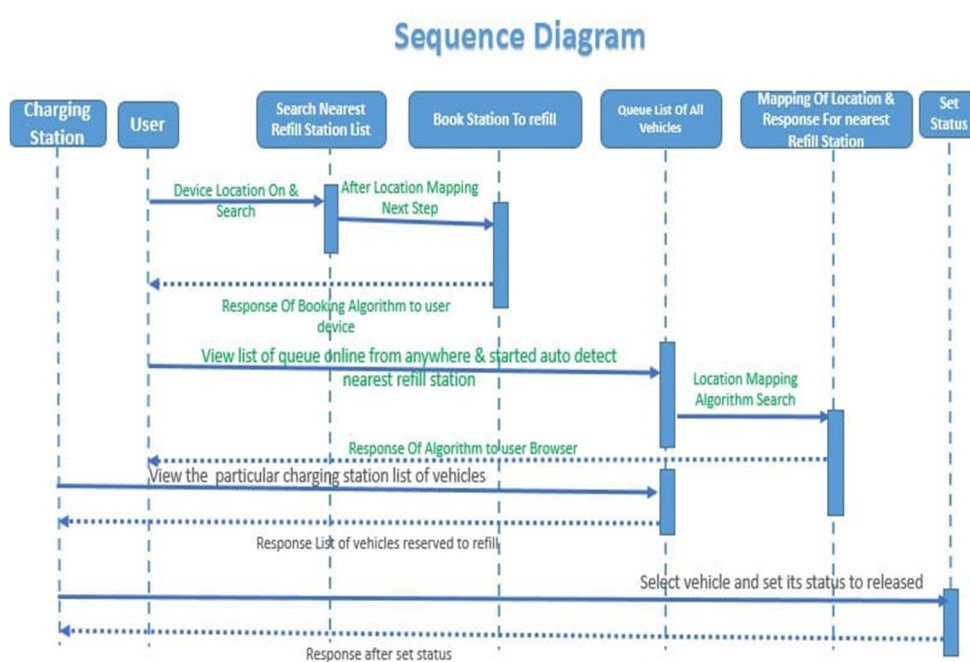 Sequence Diagram
Charging
Station
User
Search Nearest
Refill Station List
Book Station To refill
Queue List Of All
Vehicles
Mapping Of Location &
Response For nearest
Refill Station
Set
Status
Device Location On &
Search
After Location Mapping
Next Step
Response Of Booking Algorithm to user
device
View list of queue online from anywhere & started auto detect
nearest refill station
Location Mapping
Algorithm Search
Response Of Algorithm to user Browser
View the particular charging station list of vehicles
Response List of vehicles reserved to refill
Select vehicle and set its status to released
Response after set status